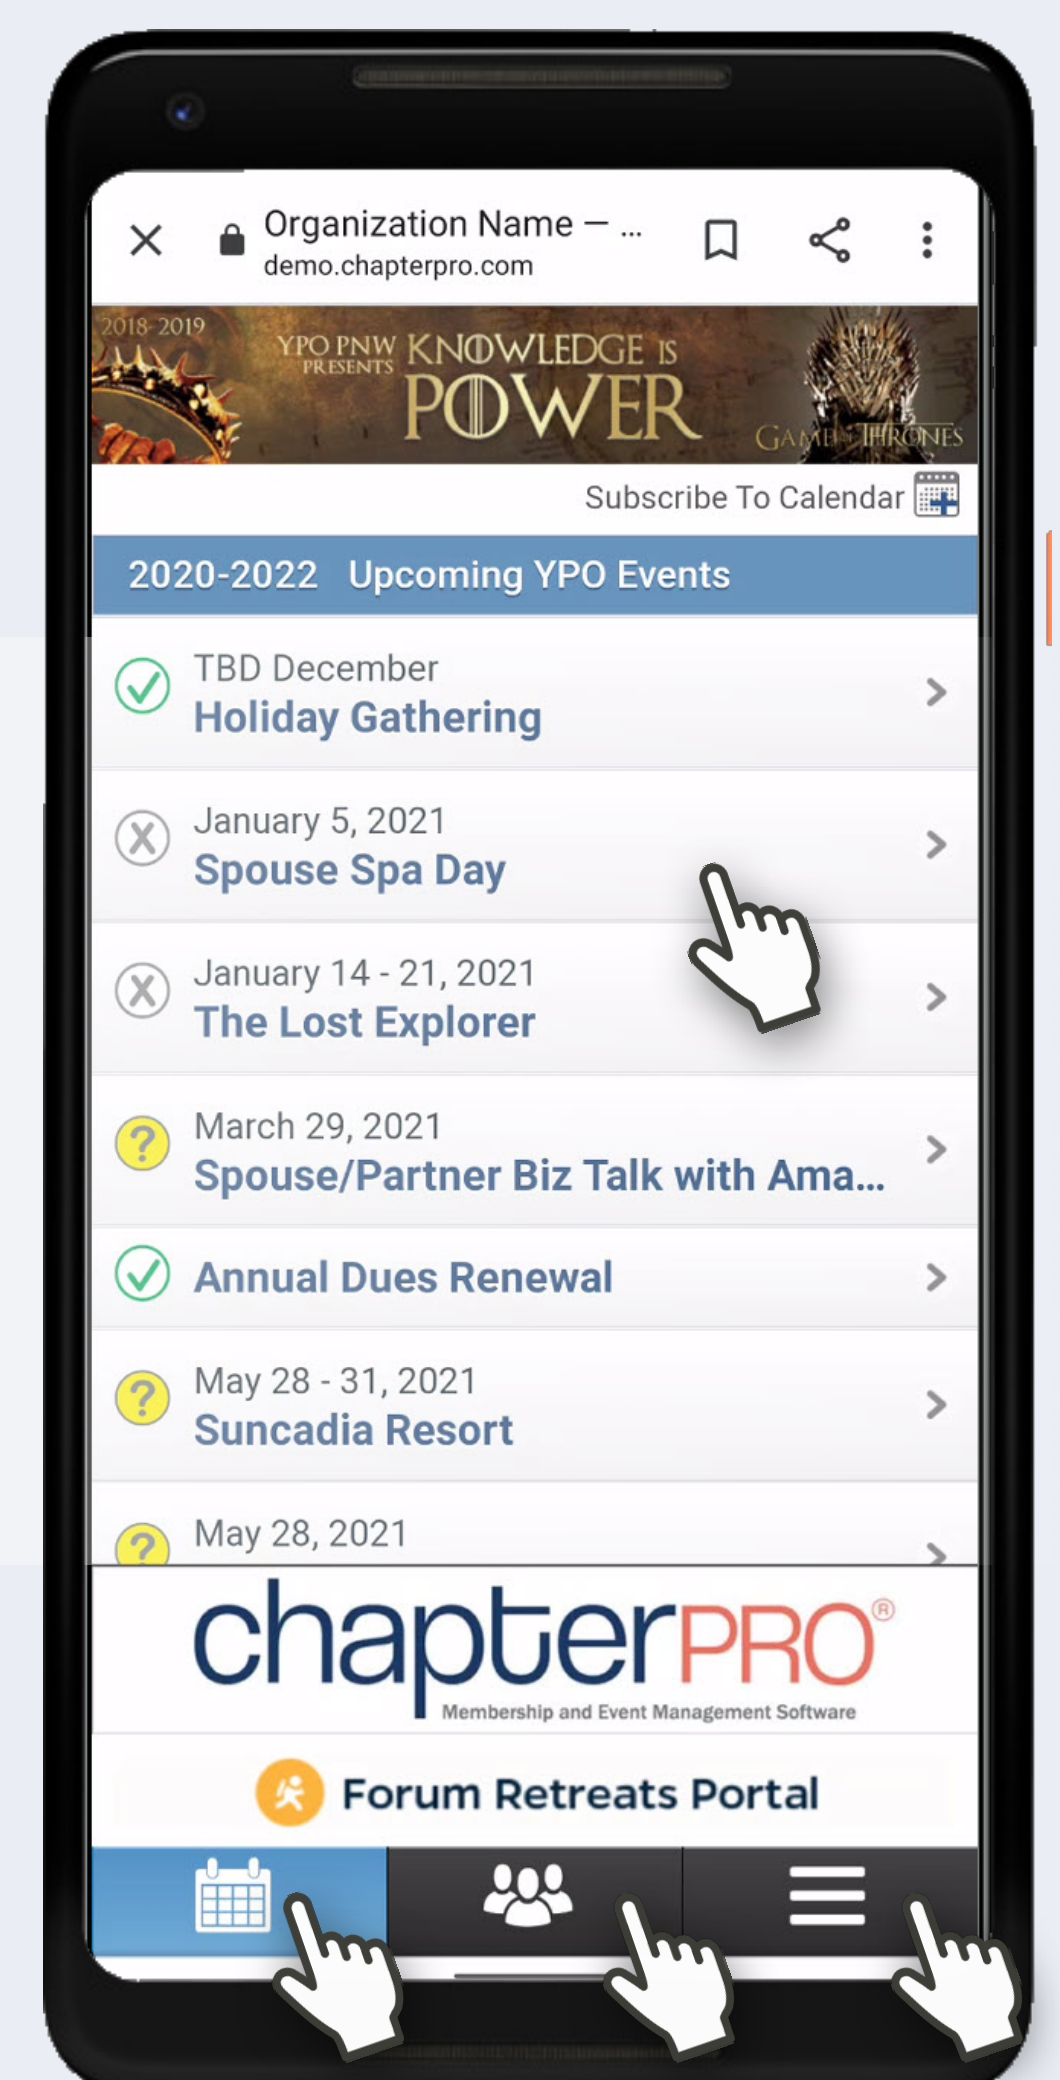 Organization Name — ...
demo.chapterpro.com
2018-2019
YPO PNW
PRESENTS
KNOWLEDGE IS
POWER
GAME OF THRONES
Subscribe To Calendar
2020-2022 Upcoming YPO Events
TBD December
Holiday Gathering
January 5, 2021
Spouse Spa Day
January 14 - 21, 2021
The Lost Explorer
March 29, 2021
Spouse/Partner Biz Talk with Ama...
Annual Dues Renewal
May 28 - 31, 2021
Suncadia Resort
May 28, 2021
chapterPRO®
Membership and Event Management Software
Forum Retreats Portal